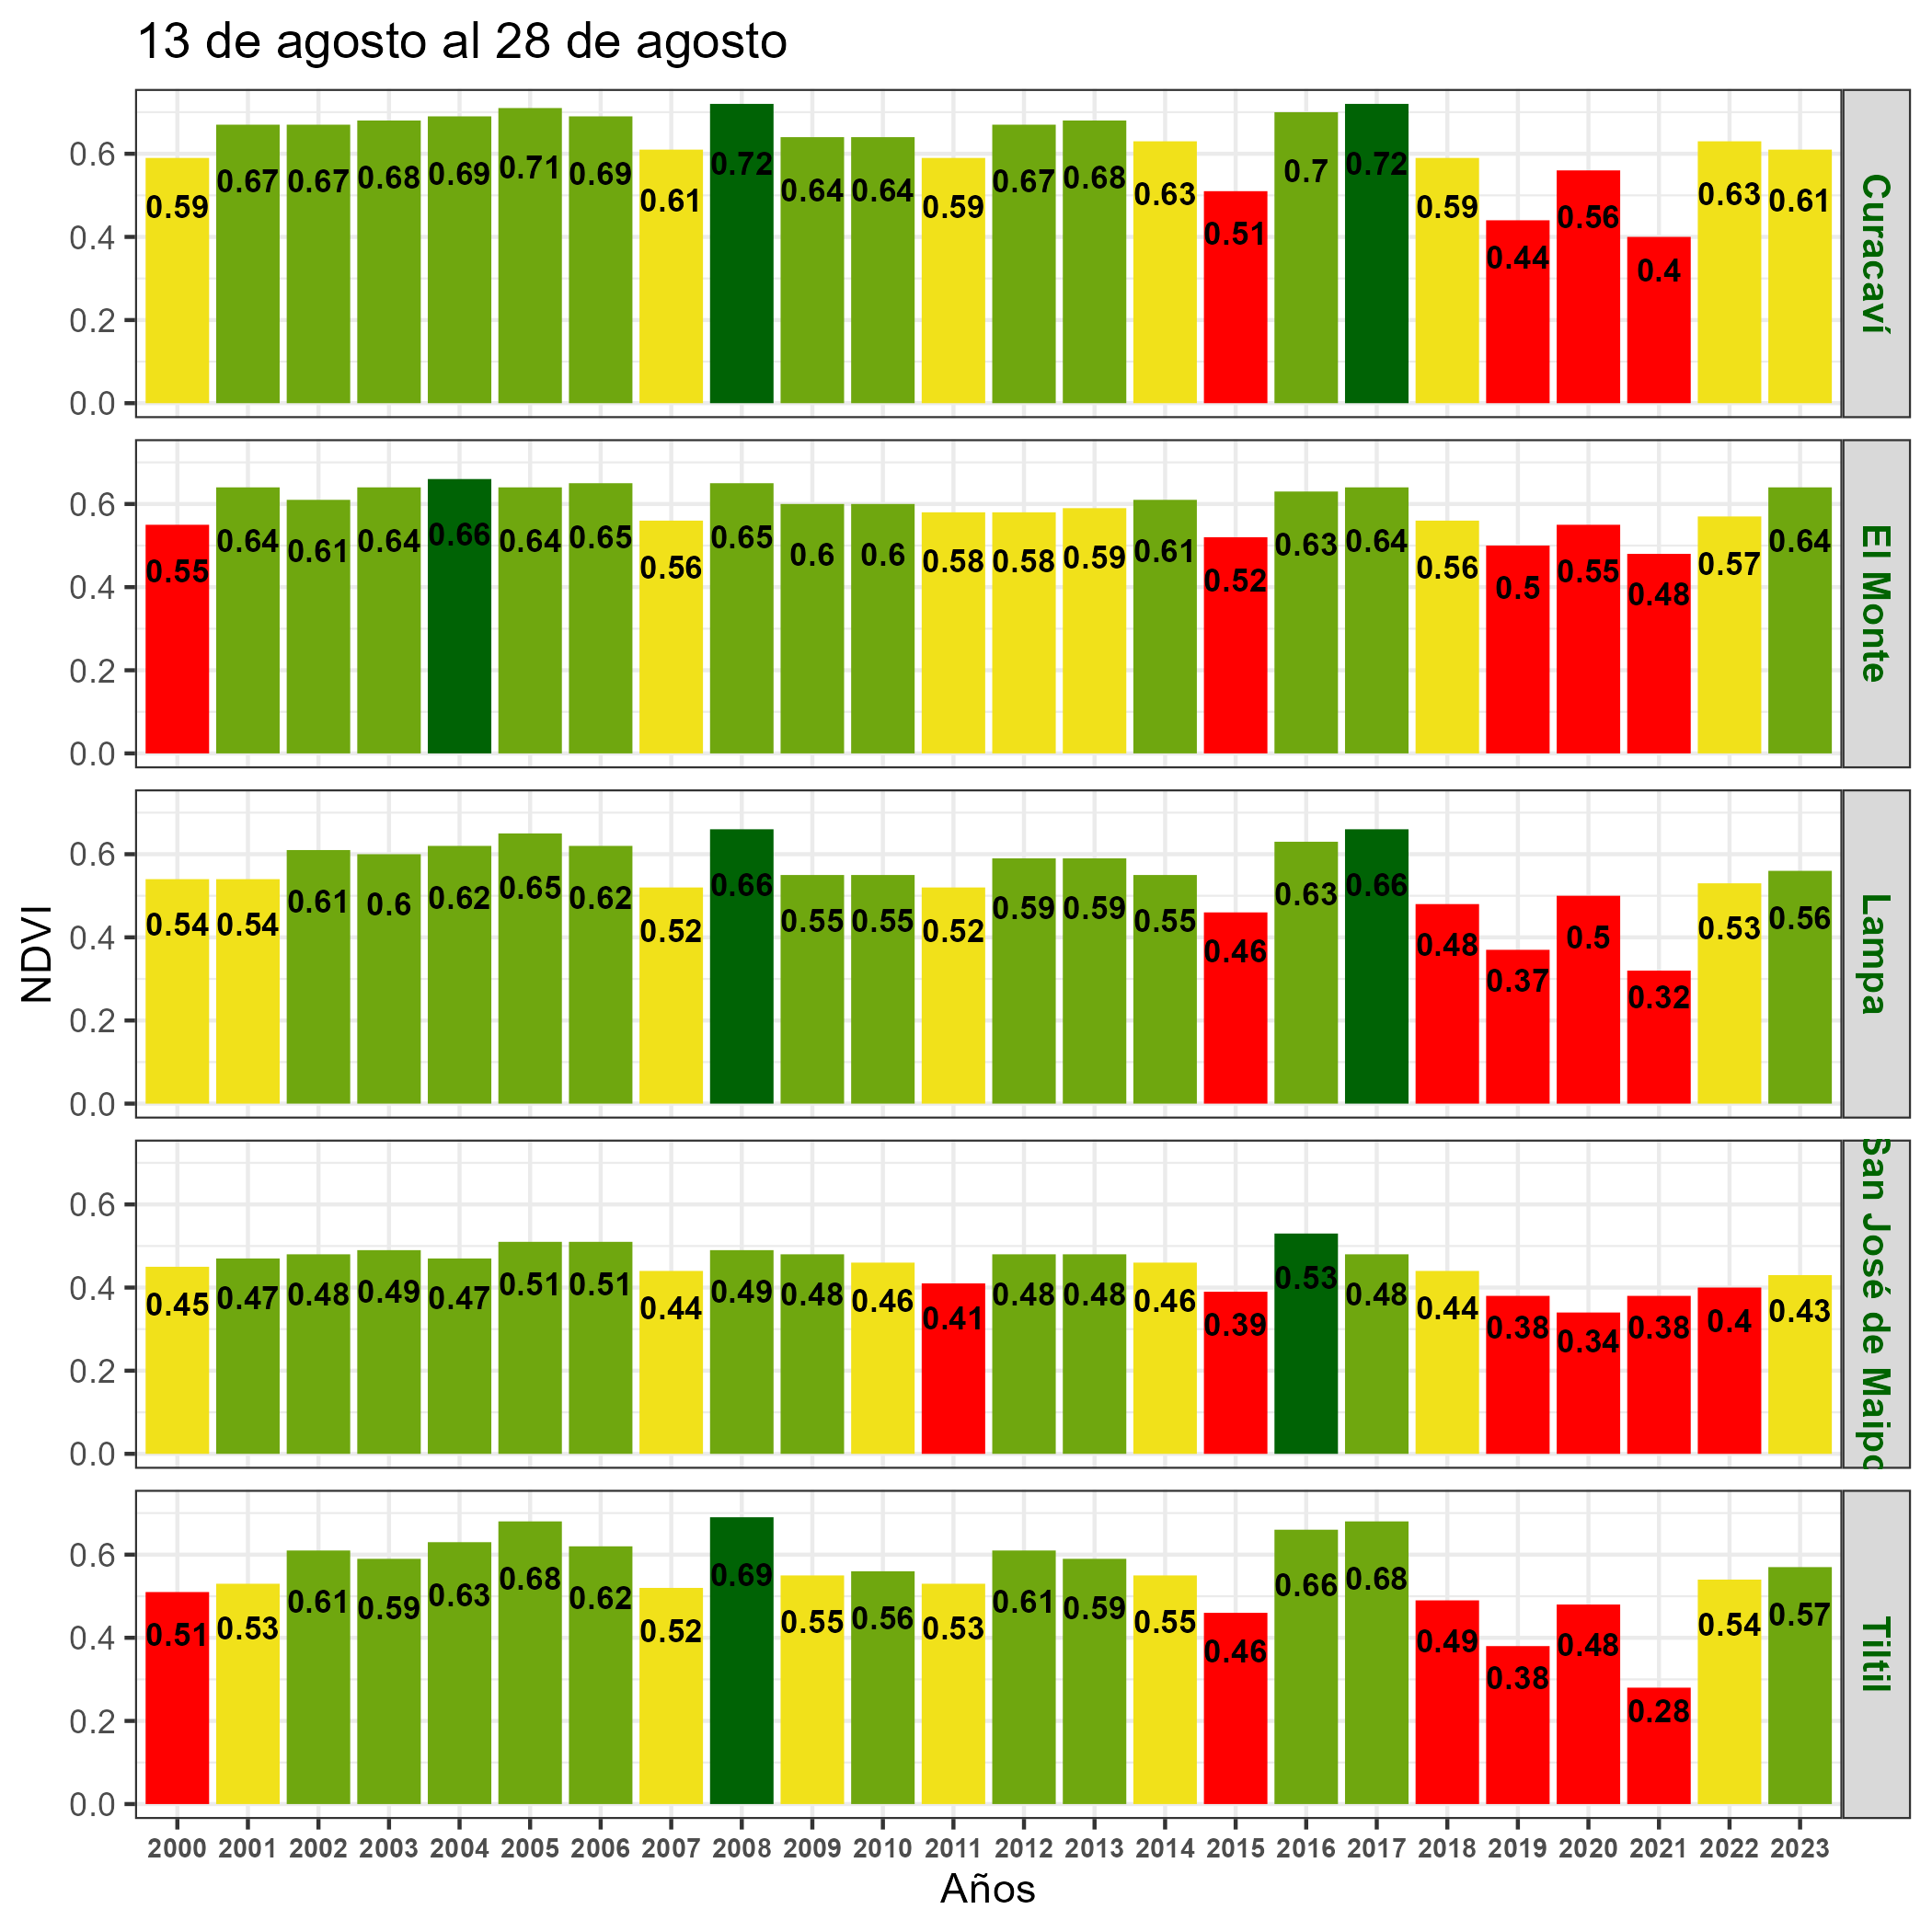 13 de agosto al 28 de agosto
NDVI
0.6
0.4
0.2
0.0
0.59 0.67 0.67 0.68 0.69 0.71 0.69 0.61 0.72 0.64 0.64 0.59 0.67 0.68 0.63 0.51 0.7 0.72 0.59 0.44 0.56 0.4 0.63 0.61
Curacaví
0.6
0.4
0.2
0.0
0.55 0.64 0.61 0.64 0.66 0.64 0.65 0.56 0.65 0.6 0.6 0.58 0.58 0.59 0.61 0.52 0.63 0.64 0.56 0.5 0.55 0.48 0.57 0.64
El Monte
0.6
0.4
0.2
0.0
0.54 0.54 0.61 0.6 0.62 0.65 0.62 0.52 0.66 0.55 0.55 0.52 0.59 0.59 0.55 0.46 0.63 0.66 0.48 0.37 0.5 0.32 0.53 0.56
Lampa
0.6
0.4
0.2
0.0
0.45 0.47 0.48 0.49 0.47 0.51 0.51 0.44 0.49 0.48 0.46 0.41 0.48 0.48 0.46 0.39 0.53 0.48 0.44 0.38 0.34 0.38 0.4 0.43
San José de Maipo
0.6
0.4
0.2
0.0
0.51 0.53 0.61 0.59 0.63 0.68 0.62 0.52 0.69 0.55 0.56 0.53 0.61 0.59 0.55 0.46 0.66 0.68 0.49 0.38 0.48 0.28 0.54 0.57
Tiltil
2000 2001 2002 2003 2004 2005 2006 2007 2008 2009 2010 2011 2012 2013 2014 2015 2016 2017 2018 2019 2020 2021 2022 2023
Años